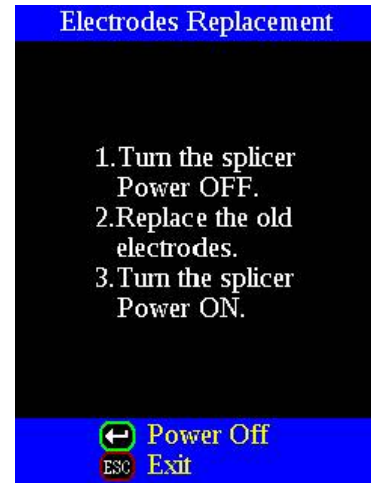 Electrodes Replacement
1.Turn the splicer
Power OFF.
2.Replace the old
electrodes.
3.Turn the splicer
Power ON.
Power Off
ESC Exit